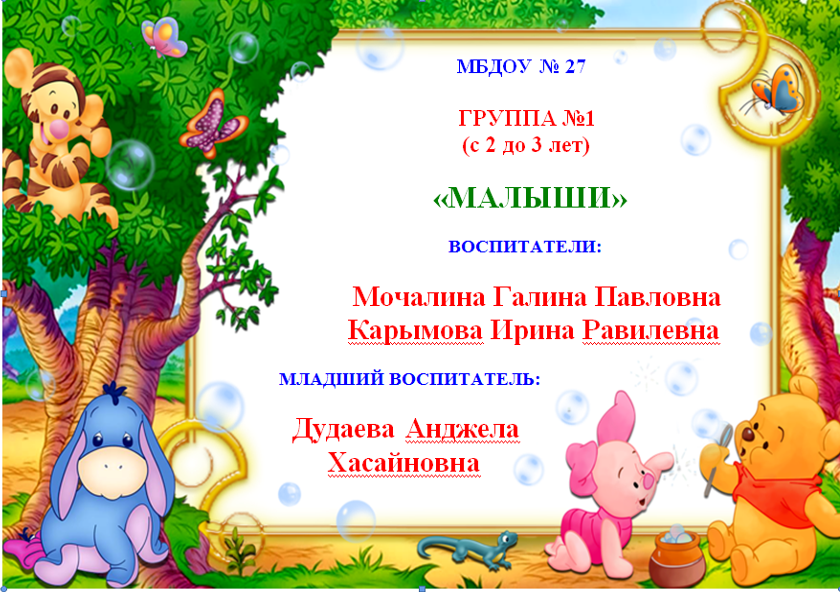 МБДОУ № 27
ГРУППА №1
(с 2 до 3 лет)
«МАЛЫШИ»
ВОСПИТАТЕЛИ:
Мочалина Галина Павловна
Карымова Ирина Равилевна
МЛАДШИЙ ВОСПИТАТЕЛЬ:
Дудаева Анджела
Хасайновна